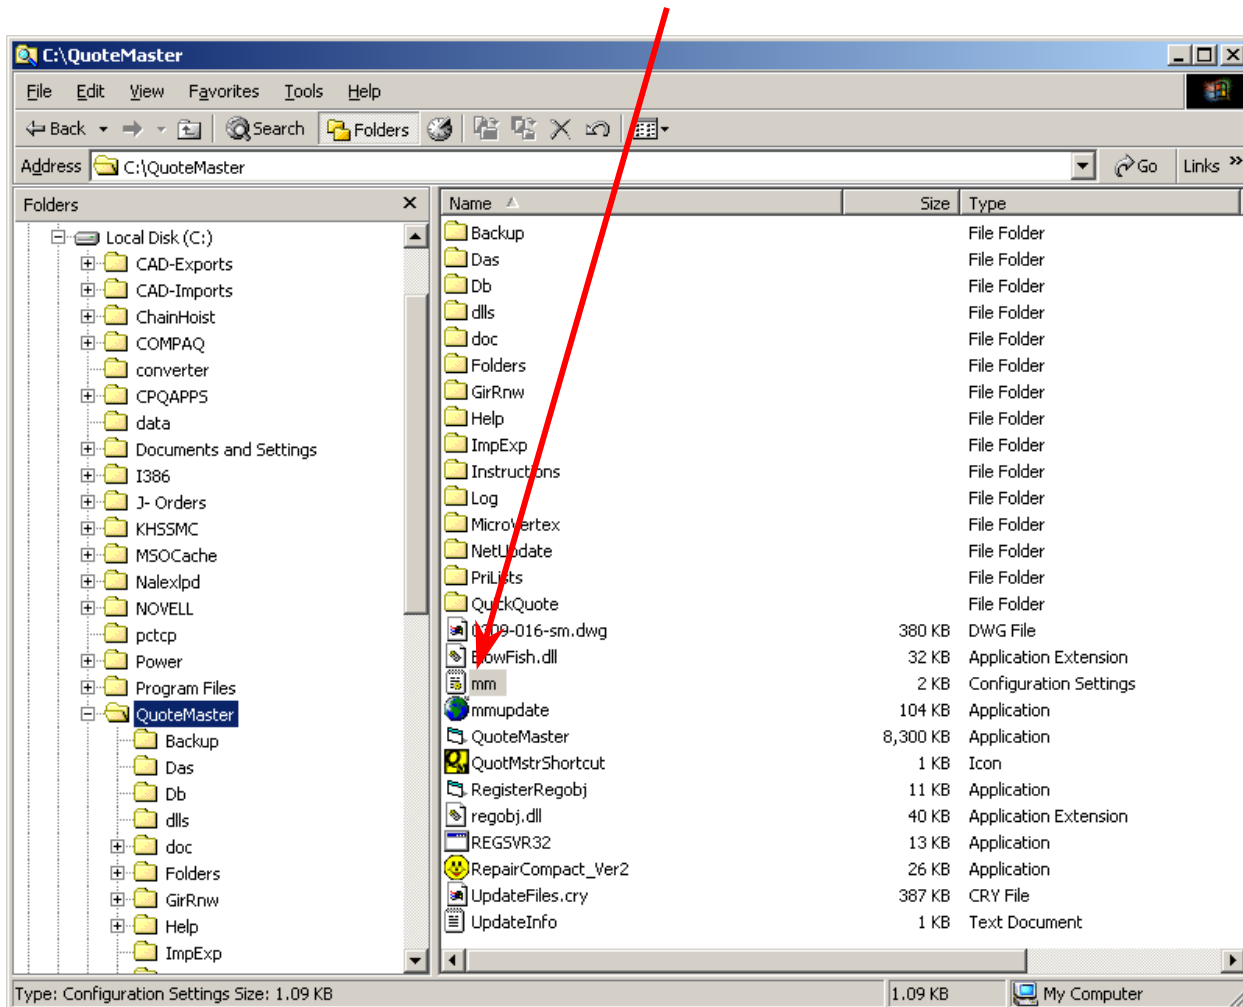 C:\QuoteMaster
File Edit View Favorites Tools Help
Back Search Folders
Address C:\QuoteMaster Go Links »
Folders
Local Disk (C:)
CAD-Exports
CAD-Imports
ChainHoist
COMPAQ
converter
CPQAPPS
data
Documents and Settings
I386
J- Orders
KHSSMC
MSOCache
Nalexlpd
NOVELL
pctcp
Power
Program Files
QuoteMaster
Backup
Das
Db
dlls
doc
Folders
GirRnw
Help
ImpExp
Name Size Type
Backup File Folder
Das File Folder
Db File Folder
dlls File Folder
doc File Folder
Folders File Folder
GirRnw File Folder
Help File Folder
ImpExp File Folder
Instructions File Folder
Log File Folder
MicroVertex File Folder
NetUpdate File Folder
PriLists File Folder
QuickQuote File Folder
380 KB DWG File
BlowFish.dll 32 KB Application Extension
mm 2 KB Configuration Settings
mmupdate 104 KB Application
QuoteMaster 8,300 KB Application
QuotMstrShortcut 1 KB Icon
RegisterRegobj 11 KB Application
regobj.dll 40 KB Application Extension
REGSVR32 13 KB Application
RepairCompact_Ver2 26 KB Application
UpdateFiles.cry 387 KB CRY File
UpdateInfo 1 KB Text Document
Type: Configuration Settings Size: 1.09 KB 1.09 KB My Computer